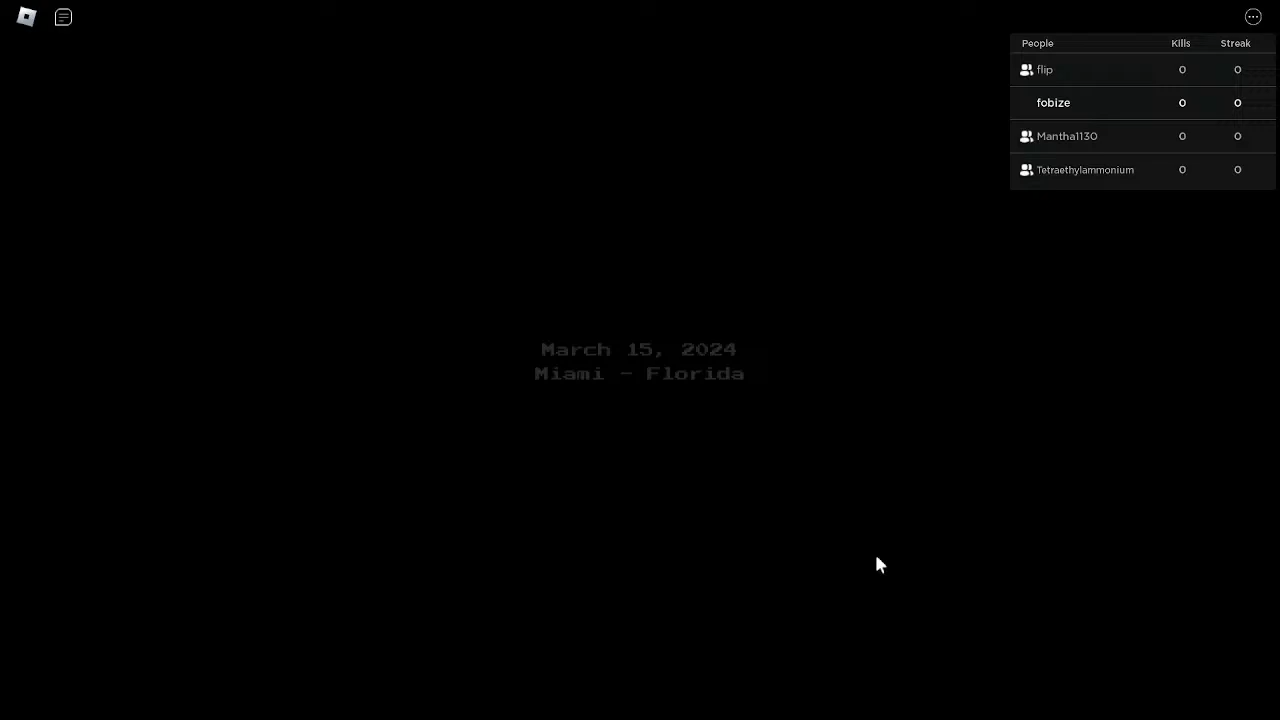 People Kills Streak
flip 0 0
fobize 0 0
Mantha1130 0 0
Tetraethylammonium 0 0
March 15, 2024
Miami - Florida